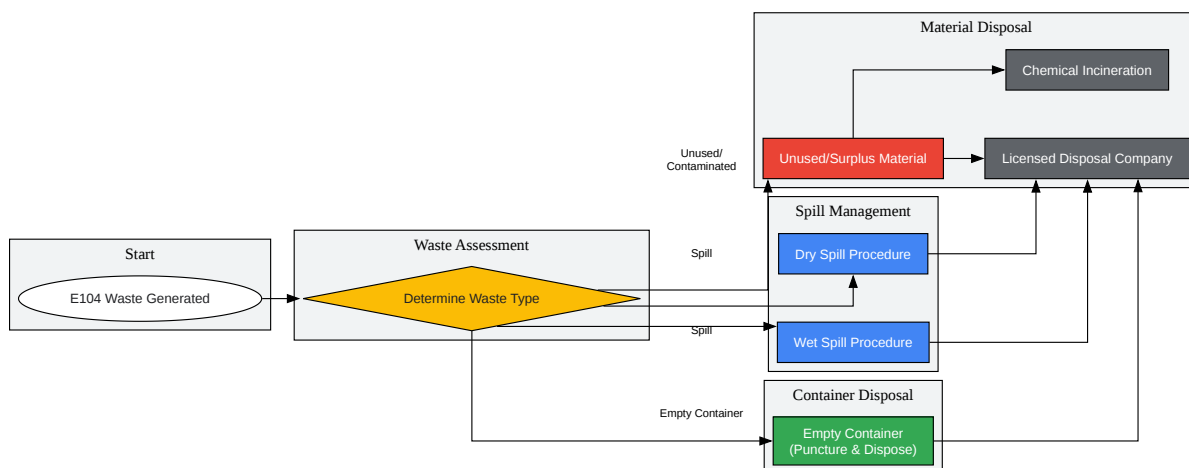 Material Disposal
Chemical Incineration
Unused/
Contaminated
Unused/Surplus Material
Licensed Disposal Company
Spill Management
Start
Waste Assessment
Spill
Dry Spill Procedure
E104 Waste Generated
Determine Waste Type
Spill
Wet Spill Procedure
Container Disposal
Empty Container
Empty Container
(Puncture & Dispose)